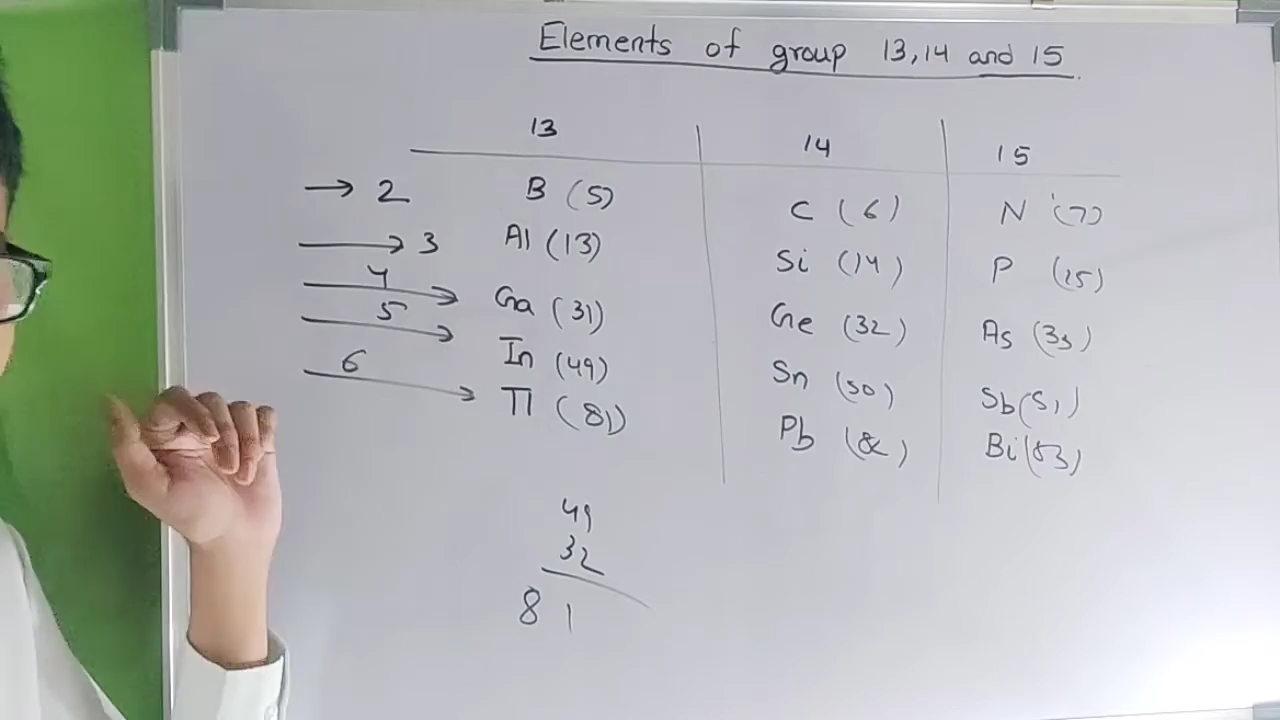 Elements of group 13,14 and 15
13 14 15
→ 2 B (5) C (6) N (7)
→ 3 Al (13) Si (14) P (15)
4 → Ga (31) Ge (32) As (33)
5 → In (49) Sn (50) Sb (51)
6 → Tl (81) Pb (82) Bi (83)
49
32
81